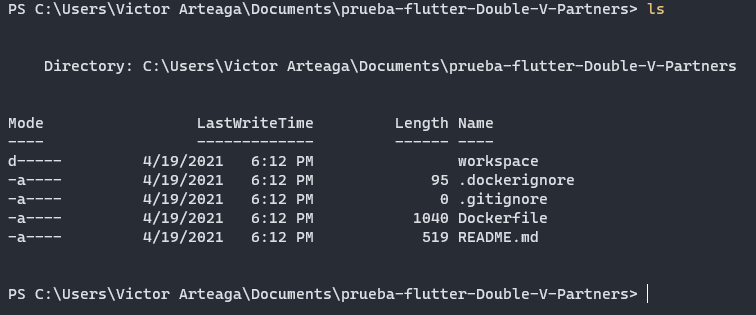 PS C:\Users\Victor Arteaga\Documents\prueba-flutter-Double-V-Partners> ls
Directory: C:\Users\Victor Arteaga\Documents\prueba-flutter-Double-V-Partners
Mode                 LastWriteTime         Length Name
----                 -------------         ------ ----
d-----         4/19/2021   6:12 PM                workspace
-a----         4/19/2021   6:12 PM             95 .dockerignore
-a----         4/19/2021   6:12 PM              0 .gitignore
-a----         4/19/2021   6:12 PM           1040 Dockerfile
-a----         4/19/2021   6:12 PM            519 README.md
PS C:\Users\Victor Arteaga\Documents\prueba-flutter-Double-V-Partners>